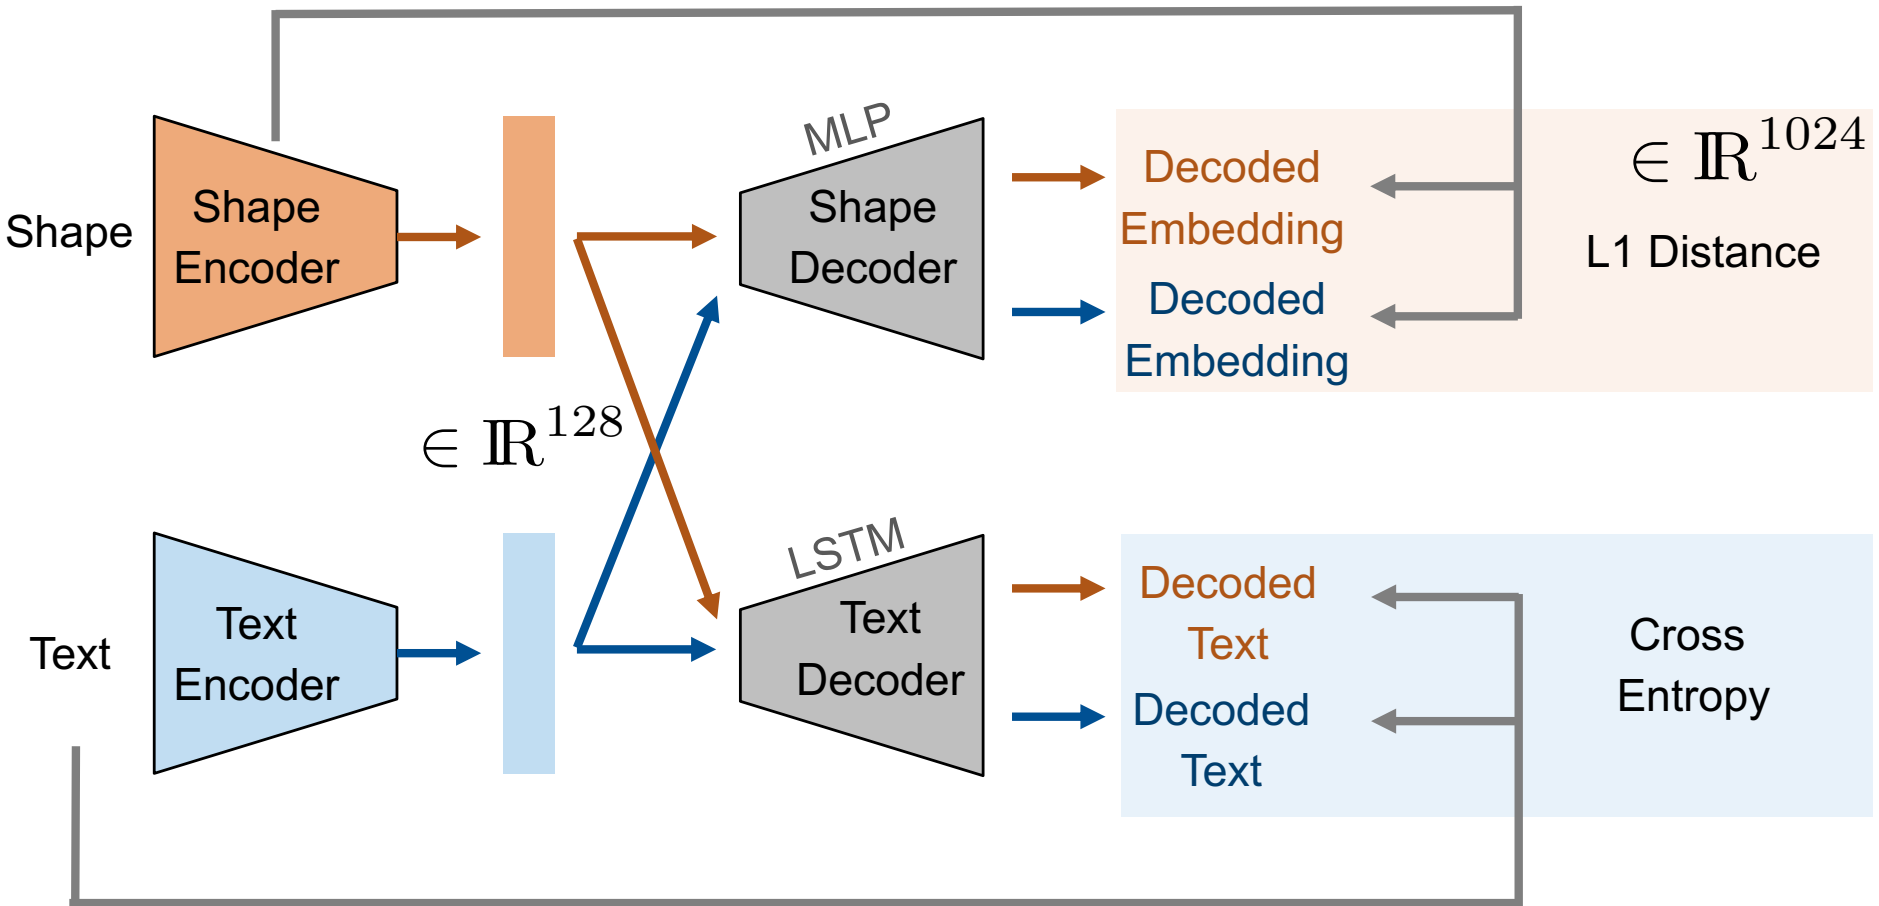 Shape
Shape
Encoder
MLP
Shape
Decoder
Decoded
Embedding
Decoded
Embedding
∈ ℝ^1024
L1 Distance
∈ ℝ^128
Text
Text
Encoder
LSTM
Text
Decoder
Decoded
Text
Decoded
Text
Cross
Entropy